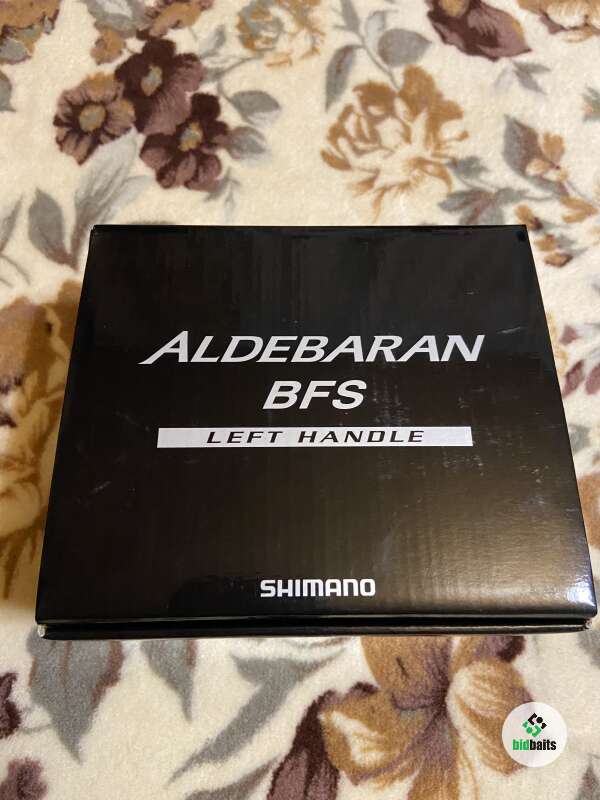 ALDEBARAN
BFS
LEFT HANDLE
SHIMANO
bidbaits